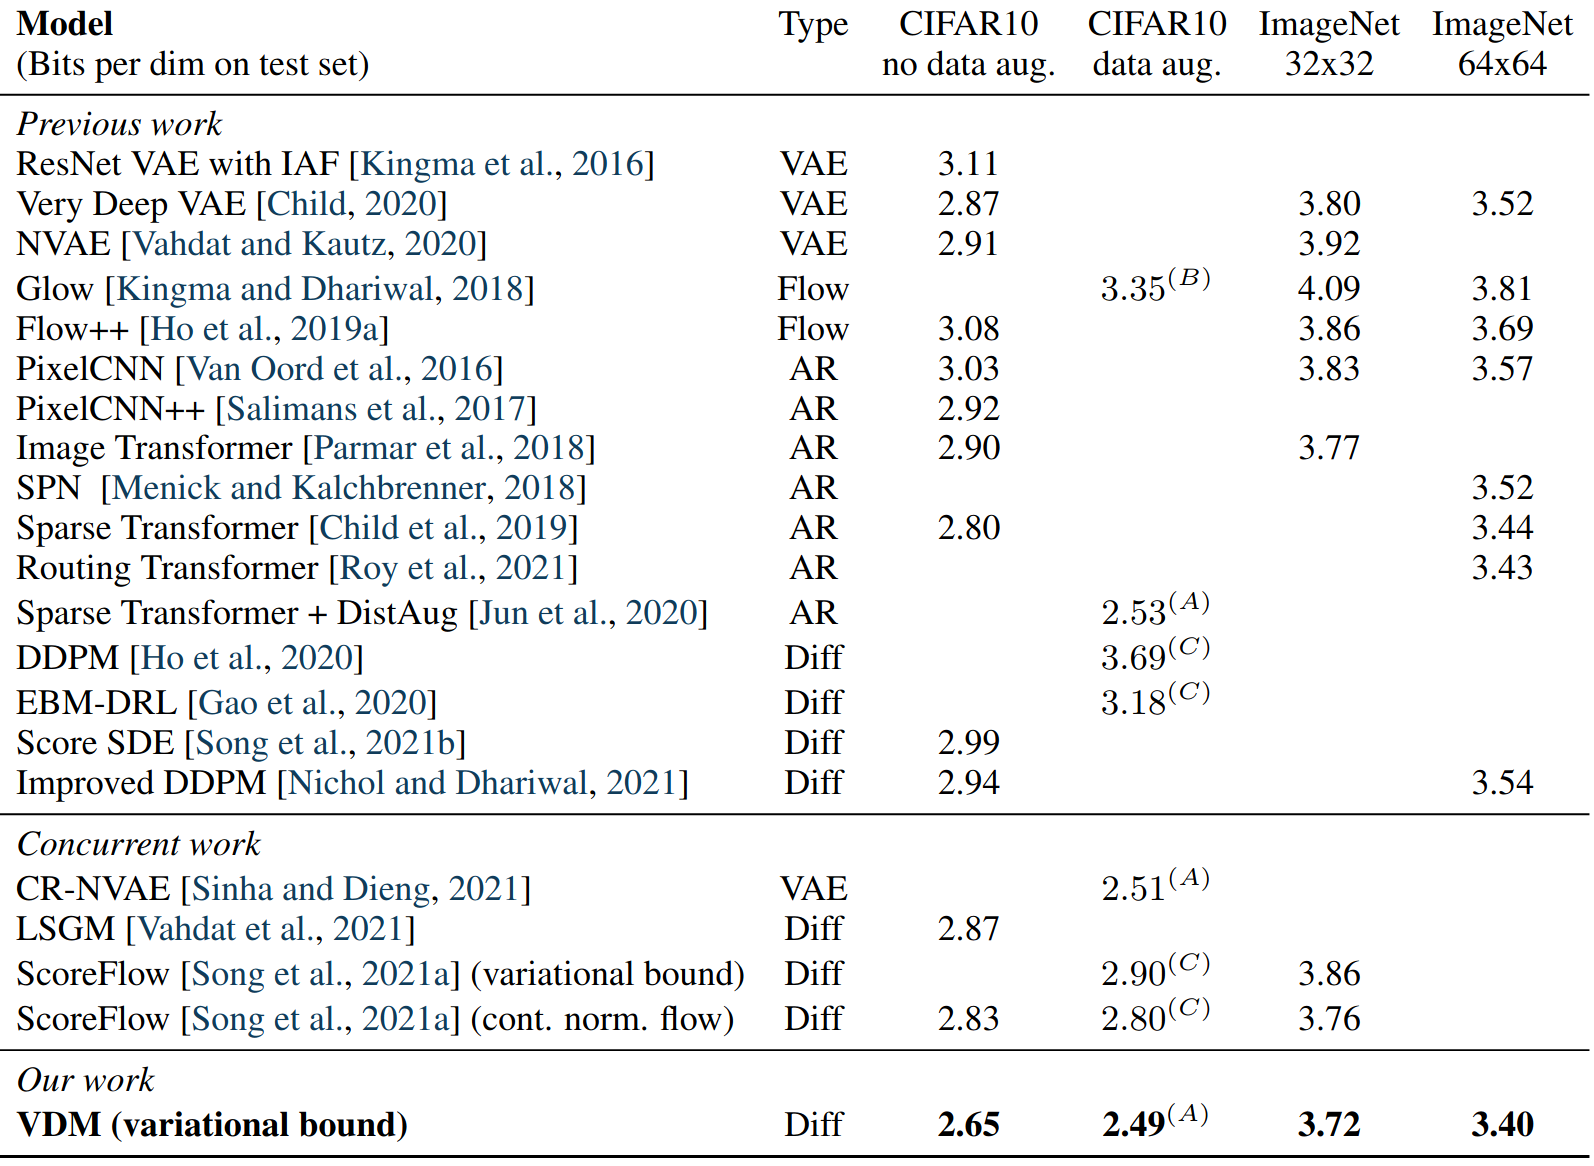 Model Type CIFAR10 CIFAR10 ImageNet ImageNet
(Bits per dim on test set) no data aug. data aug. 32x32 64x64
Previous work
ResNet VAE with IAF [Kingma et al., 2016] VAE 3.11
Very Deep VAE [Child, 2020] VAE 2.87 3.80 3.52
NVAE [Vahdat and Kautz, 2020] VAE 2.91 3.92
Glow [Kingma and Dhariwal, 2018] Flow 3.35(B) 4.09 3.81
Flow++ [Ho et al., 2019a] Flow 3.08 3.86 3.69
PixelCNN [Van Oord et al., 2016] AR 3.03 3.83 3.57
PixelCNN++ [Salimans et al., 2017] AR 2.92
Image Transformer [Parmar et al., 2018] AR 2.90 3.77
SPN [Menick and Kalchbrenner, 2018] AR 3.52
Sparse Transformer [Child et al., 2019] AR 2.80 3.44
Routing Transformer [Roy et al., 2021] AR 3.43
Sparse Transformer + DistAug [Jun et al., 2020] AR 2.53(A)
DDPM [Ho et al., 2020] Diff 3.69(C)
EBM-DRL [Gao et al., 2020] Diff 3.18(C)
Score SDE [Song et al., 2021b] Diff 2.99
Improved DDPM [Nichol and Dhariwal, 2021] Diff 2.94 3.54
Concurrent work
CR-NVAE [Sinha and Dieng, 2021] VAE 2.51(A)
LSGM [Vahdat et al., 2021] Diff 2.87
ScoreFlow [Song et al., 2021a] (variational bound) Diff 2.90(C) 3.86
ScoreFlow [Song et al., 2021a] (cont. norm. flow) Diff 2.83 2.80(C) 3.76
Our work
VDM (variational bound) Diff 2.65 2.49(A) 3.72 3.40